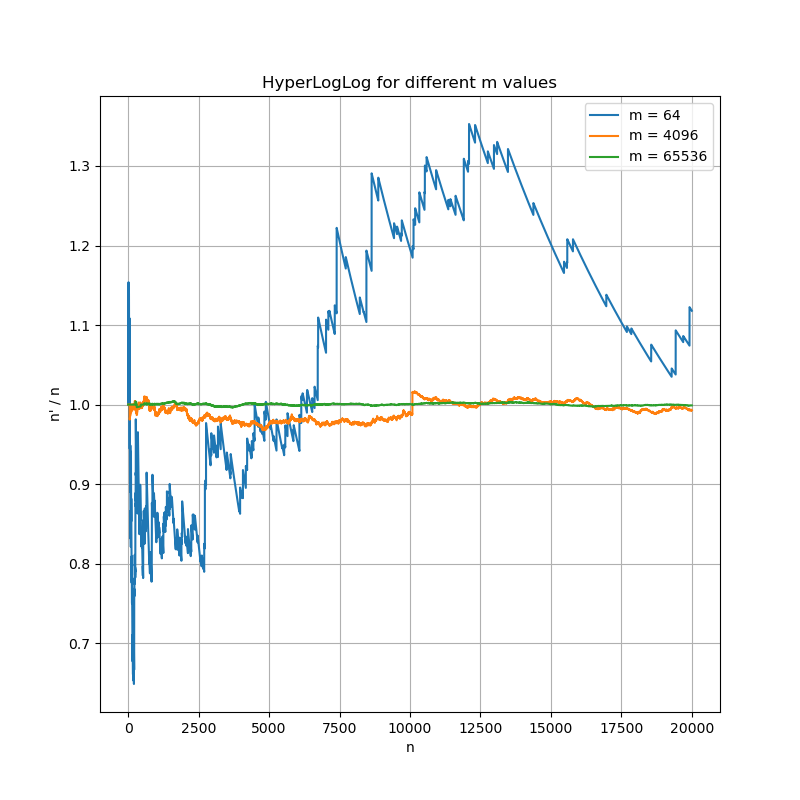 HyperLogLog for different m values
m = 64
m = 4096
m = 65536
1.3
1.2
1.1
1.0
0.9
0.8
0.7
n' / n
0
2500
5000
7500
10000
12500
15000
17500
20000
n